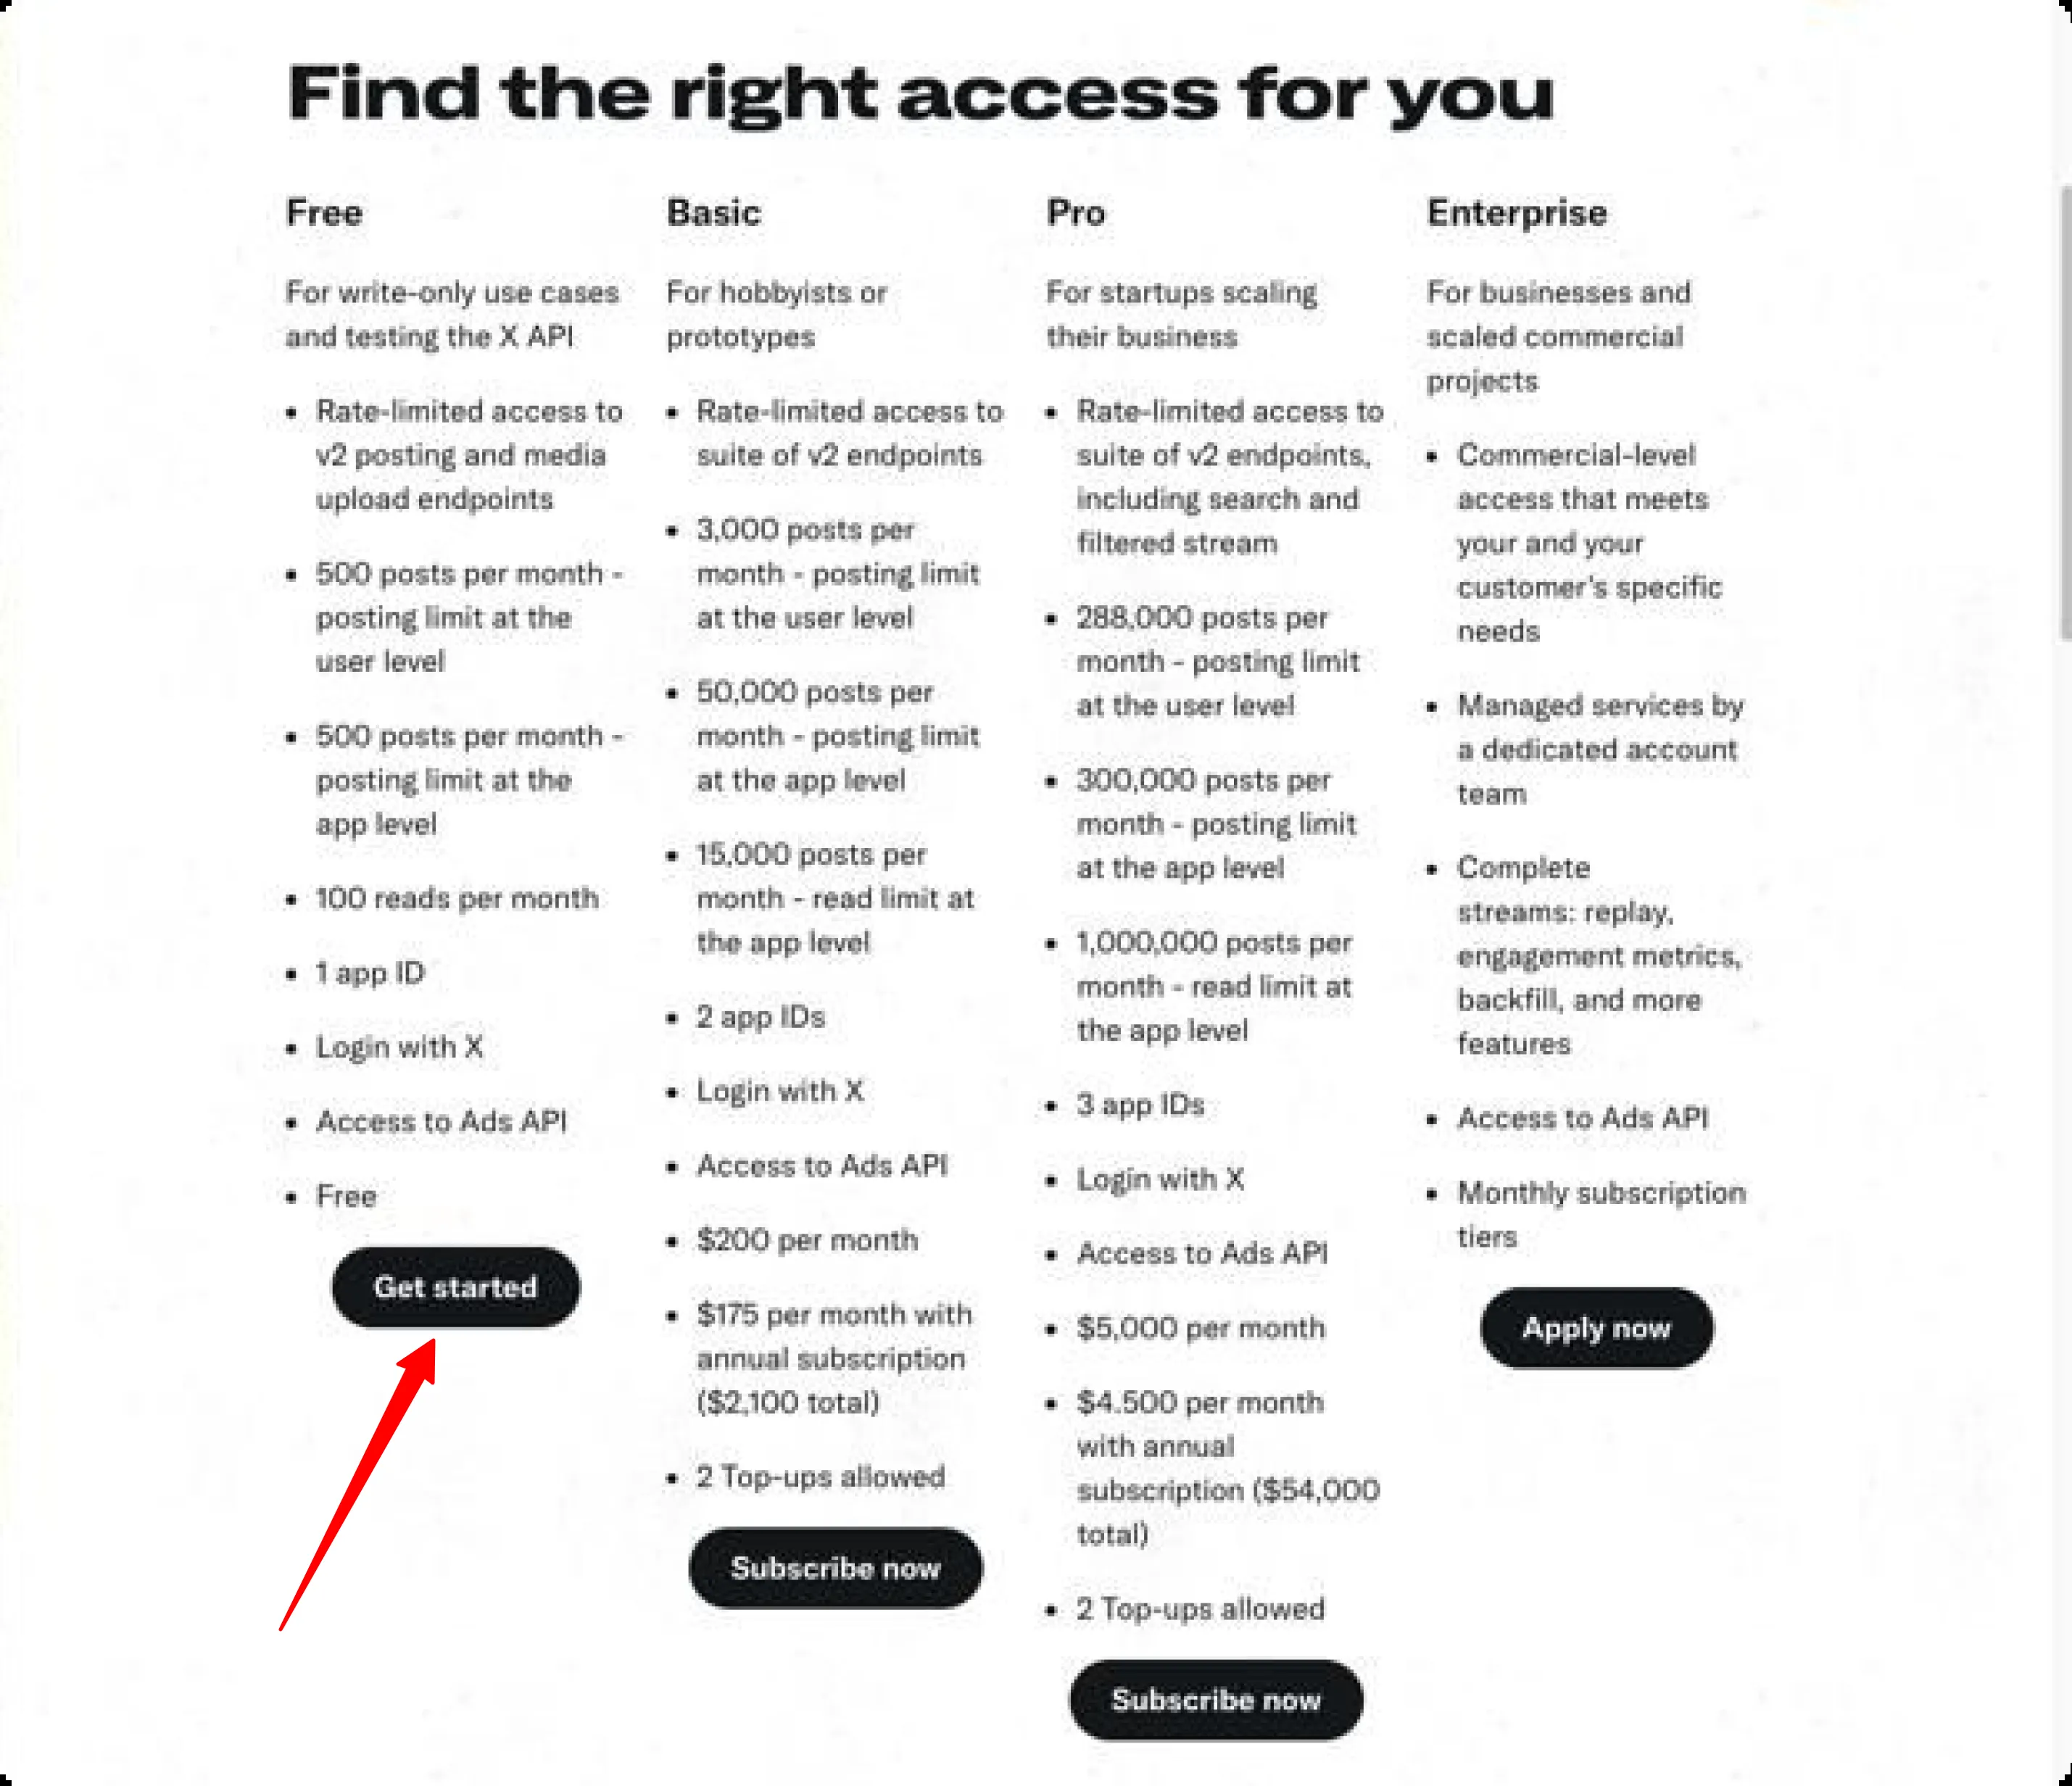 Find the right access for you
Free
For write-only use cases
and testing the X API
• Rate-limited access to
v2 posting and media
upload endpoints
• 500 posts per month -
posting limit at the
user level
• 500 posts per month -
posting limit at the
app level
• 100 reads per month
• 1 app ID
• Login with X
• Access to Ads API
• Free
Get started
Basic
For hobbyists or
prototypes
• Rate-limited access to
suite of v2 endpoints
• 3,000 posts per
month - posting limit
at the user level
• 50,000 posts per
month - posting limit
at the app level
• 15,000 posts per
month - read limit at
the app level
• 2 app IDs
• Login with X
• Access to Ads API
• $200 per month
• $175 per month with
annual subscription
($2,100 total)
• 2 Top-ups allowed
Subscribe now
Pro
For startups scaling
their business
• Rate-limited access to
suite of v2 endpoints,
including search and
filtered stream
• 288,000 posts per
month - posting limit
at the user level
• 300,000 posts per
month - posting limit
at the app level
• 1,000,000 posts per
month - read limit at
the app level
• 3 app IDs
• Login with X
• Access to Ads API
• $5,000 per month
• $4.500 per month
with annual
subscription ($54,000
total)
• 2 Top-ups allowed
Subscribe now
Enterprise
For businesses and
scaled commercial
projects
• Commercial-level
access that meets
your and your
customer's specific
needs
• Managed services by
a dedicated account
team
• Complete
streams: replay,
engagement metrics,
backfill, and more
features
• Access to Ads API
• Monthly subscription
tiers
Apply now